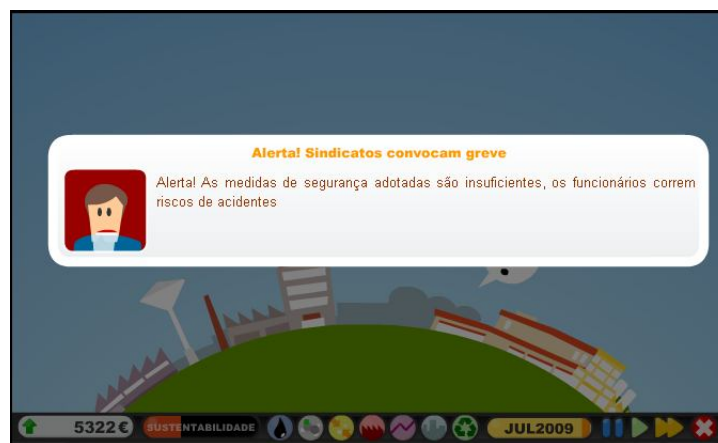 Alerta! Sindicatos convocam greve
Alerta! As medidas de segurança adotadas são insuficientes, os funcionários correm
riscos de acidentes
5322€ SUSTENTABILIDADE JUL2009